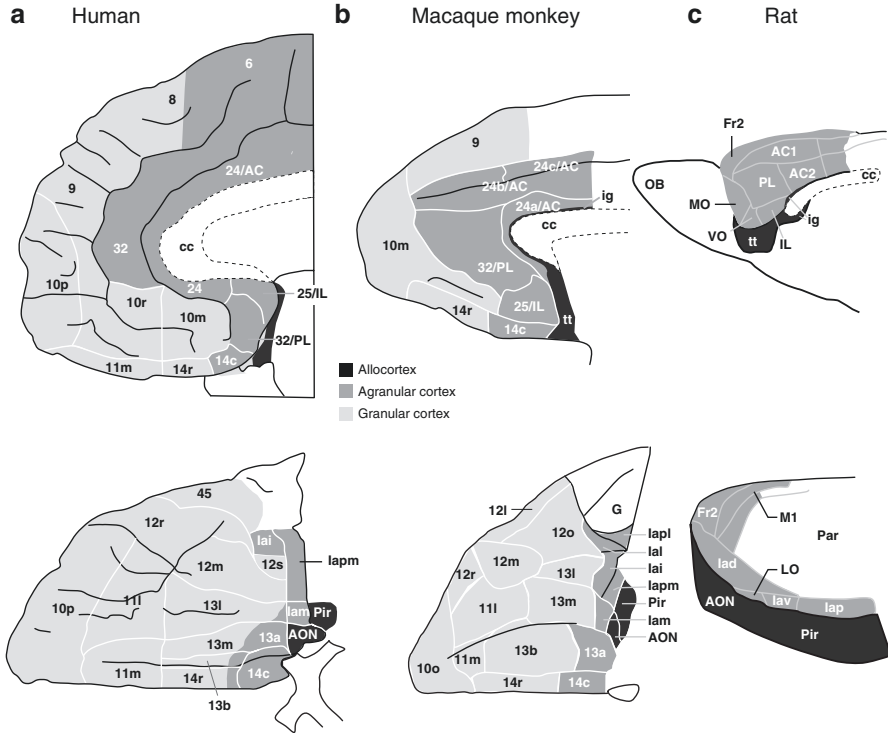 a Human
b Macaque monkey
c Rat
6
8
9
24/AC
32
cc
24
25/IL
10p
10r
10m
32/PL
14c
11m
14r
9
24c/AC
24b/AC
24a/AC
ig
cc
10m
32/PL
25/IL
14r
14c
tt
Fr2
AC1
OB
PL
AC2
cc
MO
ig
VO
tt
IL
Allocortex
Agranular cortex
Granular cortex
45
12r
Iai
Iapm
12m
12s
10p
11l
13l
Iam
Pir
13m
13a
AON
11m
14r
14c
13b
12l
G
12o
Iapl
Ial
12r
12m
13l
Iai
Iapm
11l
13m
Pir
Iam
AON
10o
11m
13b
13a
14r
14c
Fr2
M1
Par
Iad
LO
AON
Iav
Iap
Pir